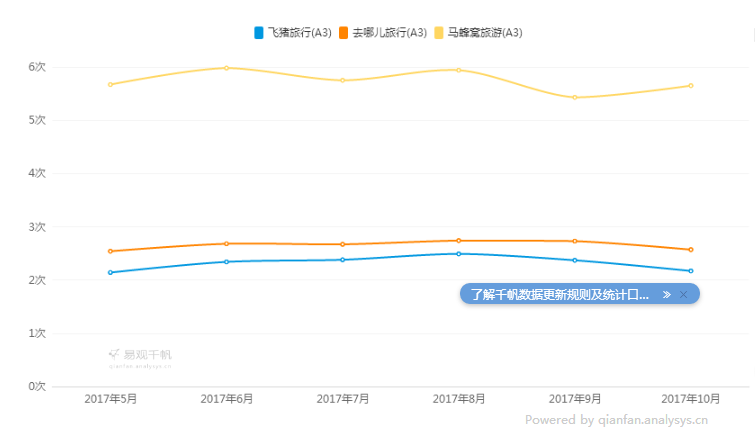 飞猪旅行(A3) 去哪儿旅行(A3) 马蜂窝旅游(A3)
6次
5次
4次
3次
2次
1次
0次
了解千帆数据更新规则及统计口... » ×
易观千帆
qianfan.analysys.cn
2017年5月 2017年6月 2017年7月 2017年8月 2017年9月 2017年10月
Powered by qianfan.analysys.cn